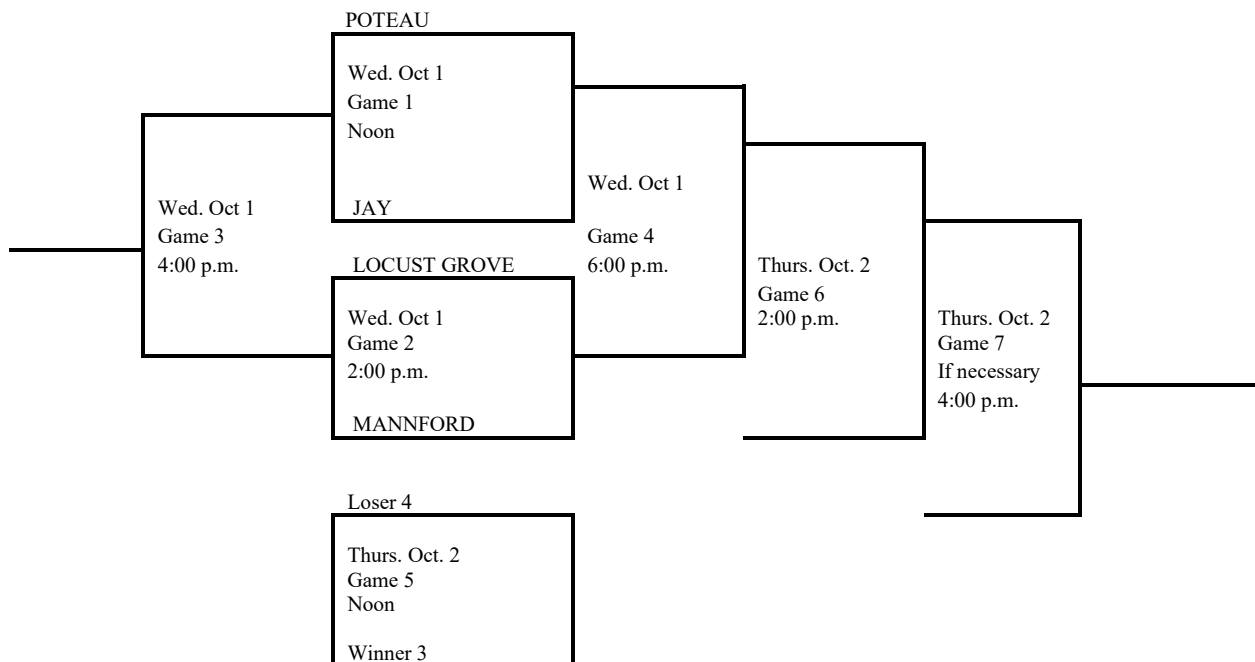 POTEAU
Wed. Oct 1
Game 1
Noon
JAY
Wed. Oct 1
Game 3
4:00 p.m.
LOCUST GROVE
Wed. Oct 1
Game 2
2:00 p.m.
MANNFORD
Wed. Oct 1
Game 4
6:00 p.m.
Thurs. Oct. 2
Game 6
2:00 p.m.
Thurs. Oct. 2
Game 7
If necessary
4:00 p.m.
Loser 4
Thurs. Oct. 2
Game 5
Noon
Winner 3